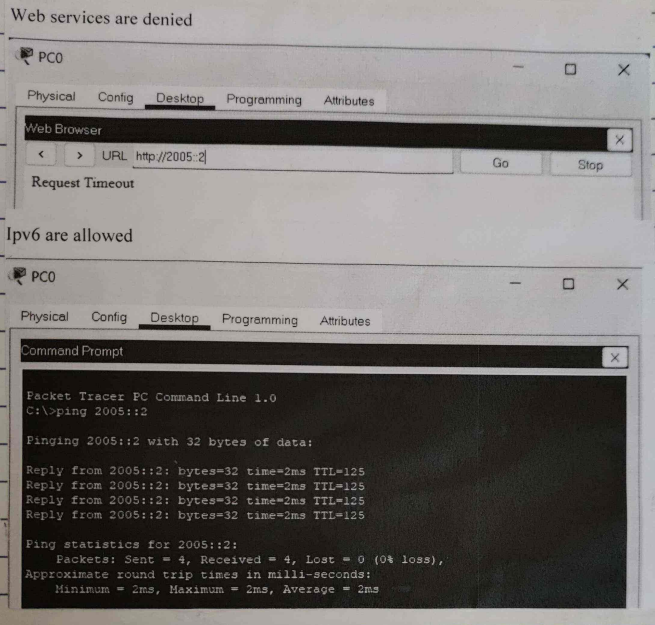 Web services are denied
PC0
Physical Config Desktop Programming Attributes
Web Browser
< > URL http://2005::2 Go Stop
Request Timeout
Ipv6 are allowed
PC0
Physical Config Desktop Programming Attributes
Command Prompt
Packet Tracer PC Command Line 1.0
C:\>ping 2005::2
Pinging 2005::2 with 32 bytes of data:
Reply from 2005::2: bytes=32 time=2ms TTL=125
Reply from 2005::2: bytes=32 time=2ms TTL=125
Reply from 2005::2: bytes=32 time=2ms TTL=125
Reply from 2005::2: bytes=32 time=2ms TTL=125
Ping statistics for 2005::2:
Packets: Sent = 4, Received = 4, Lost = 0 (0% loss),
Approximate round trip times in milli-seconds:
Minimum = 2ms, Maximum = 2ms, Average = 2ms